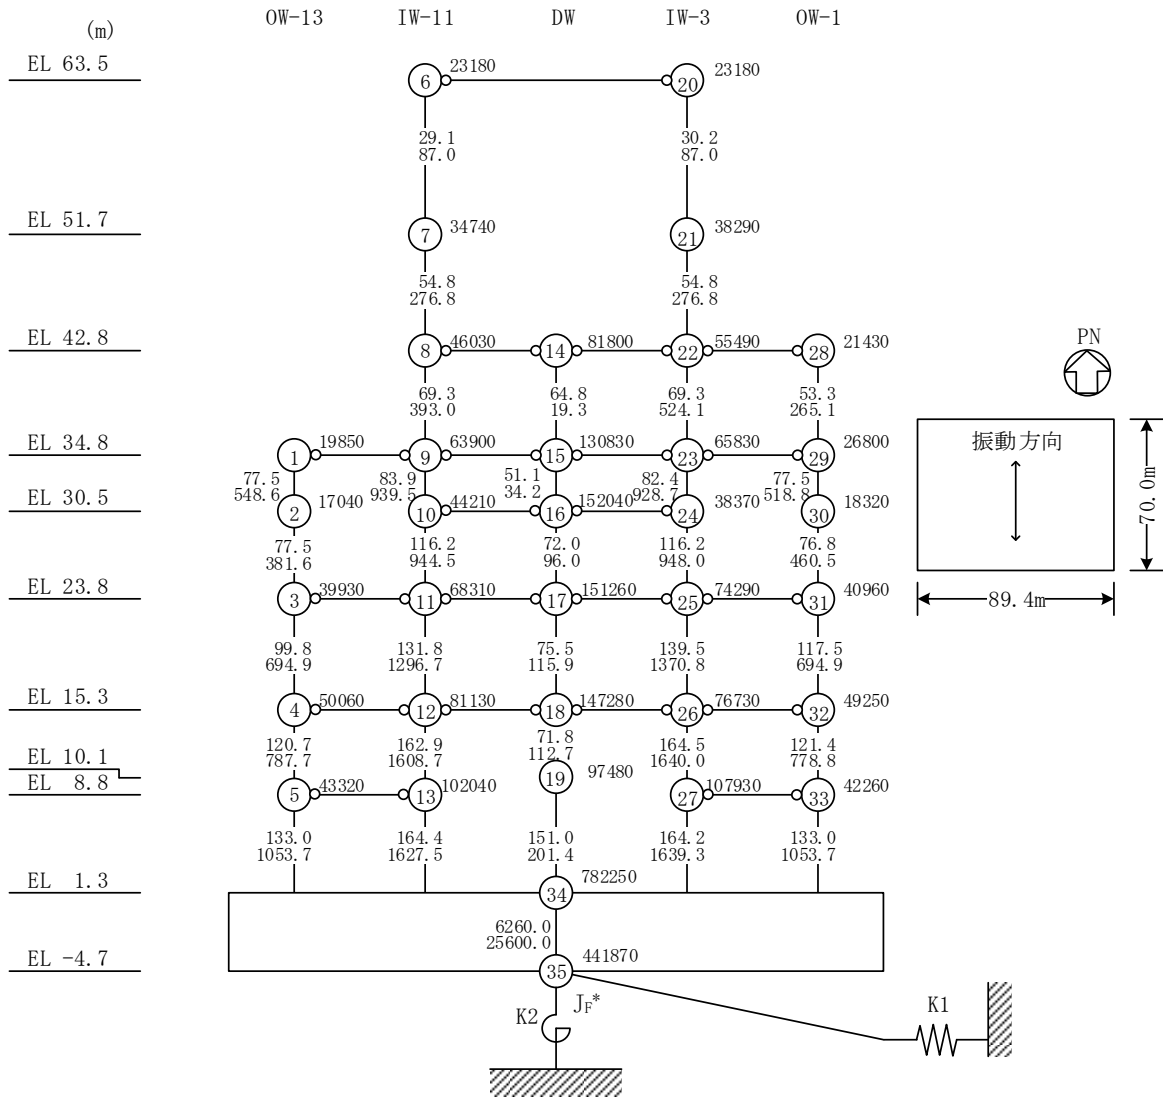 OW-13 IW-11 DW IW-3 OW-1
(m)
EL 63.5
6 23180 20 23180
29.1 30.2
87.0 87.0
EL 51.7
7 34740 21 38290
54.8 54.8
276.8 276.8
EL 42.8
8 46030 14 81800 22 55490 28 21430
PN
69.3 64.8 69.3 53.3
393.0 19.3 524.1 265.1
EL 34.8
1 19850 9 63900 15 130830 23 65830 29 26800
振動方向
77.5 83.9 51.1 82.4 77.5
548.6 939.5 34.2 928.7 518.8
EL 30.5
2 17040 10 44210 16 152040 24 38370 30 18320
70.0m
77.5 116.2 72.0 116.2 76.8
381.6 944.5 96.0 948.0 460.5
EL 23.8
3 39930 11 68310 17 151260 25 74290 31 40960
89.4m
99.8 131.8 75.5 139.5 117.5
694.9 1296.7 115.9 1370.8 694.9
EL 15.3
4 50060 12 81130 18 147280 26 76730 32 49250
120.7 162.9 71.8 164.5 121.4
787.7 1608.7 112.7 1640.0 778.8
EL 10.1
19 97480
EL 8.8
5 43320 13 102040 27 107930 33 42260
133.0 164.4 151.0 164.2 133.0
1053.7 1627.5 201.4 1639.3 1053.7
EL 1.3
34 782250
6260.0
25600.0
EL -4.7
35 441870
K2 JF* K1